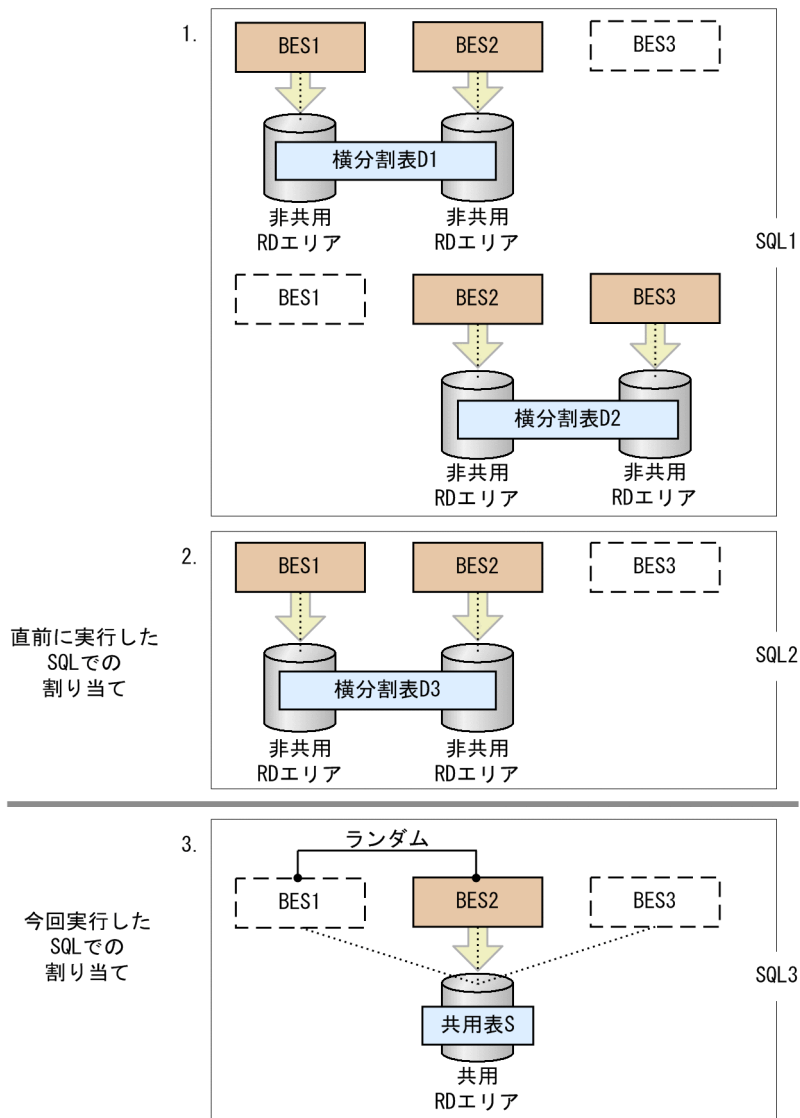 1.
BES1
BES2
BES3
横分割表D1
非共用
RDエリア
非共用
RDエリア
SQL1
BES1
BES2
BES3
横分割表D2
非共用
RDエリア
非共用
RDエリア
2.
BES1
BES2
BES3
直前に実行した
SQLでの
割り当て
横分割表D3
SQL2
非共用
RDエリア
非共用
RDエリア
3.
ランダム
BES1
BES2
BES3
今回実行した
SQLでの
割り当て
SQL3
共用表S
共用
RDエリア